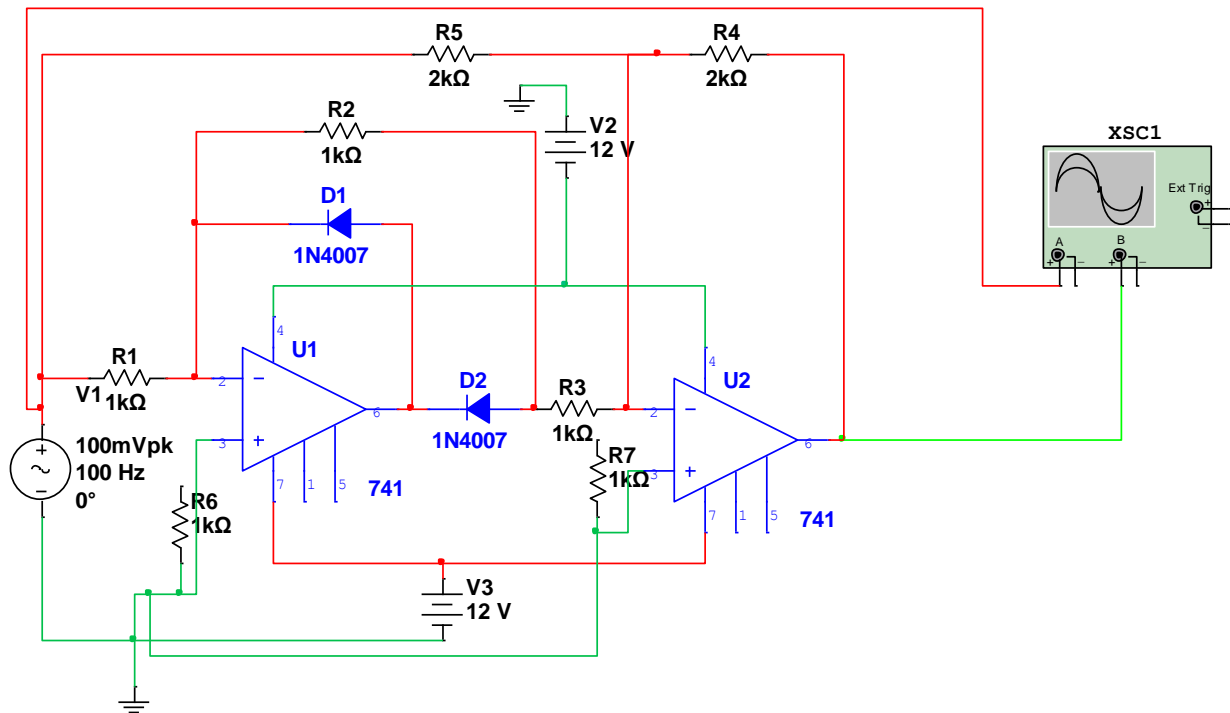 R5
2kΩ
R4
2kΩ
R2
1kΩ
V2
12 V
XSC1
Ext Trig
+
−
A
B
+
−
+
−
D1
1N4007
4
U1
R1
V1
1kΩ
2
−
3
+
6
7
1
5
741
D2
1N4007
R3
1kΩ
4
U2
2
−
3
+
6
7
1
5
741
R7
1kΩ
+
−
100mVpk
100 Hz
0°
R6
1kΩ
V3
12 V